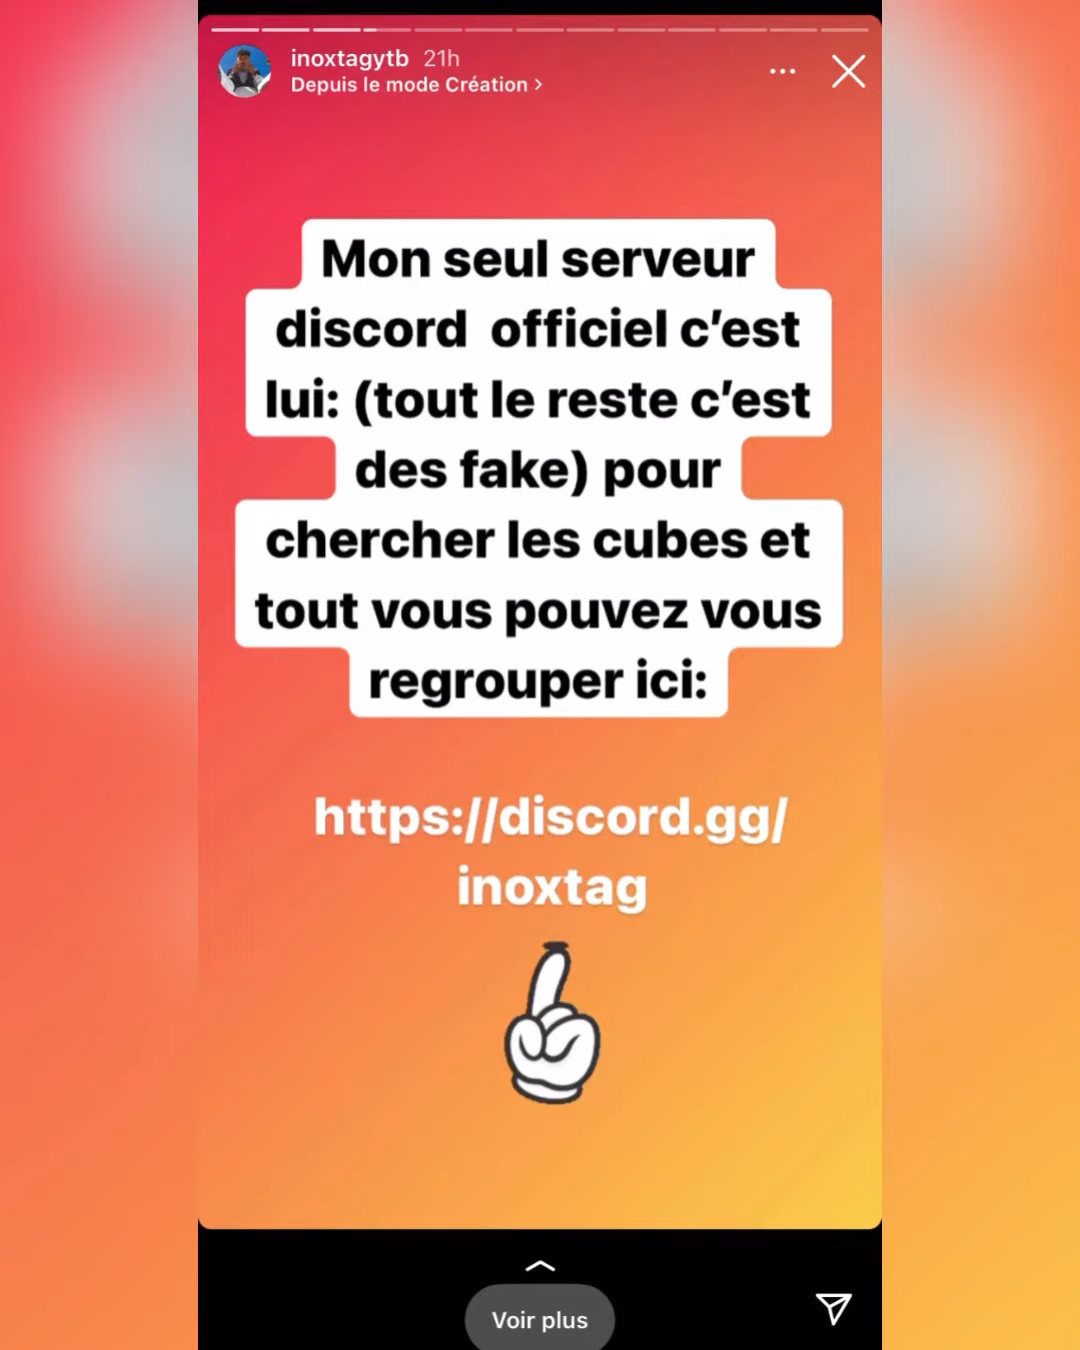 inoxtagytb 21h
Depuis le mode Création >
Mon seul serveur
discord officiel c’est
lui: (tout le reste c’est
des fake) pour
chercher les cubes et
tout vous pouvez vous
regrouper ici:
https://discord.gg/
inoxtag
Voir plus